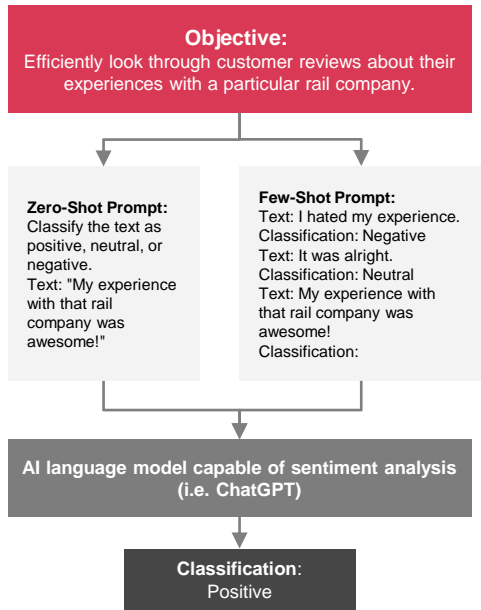 Objective:
Efficiently look through customer reviews about their
experiences with a particular rail company.
Zero-Shot Prompt:
Classify the text as
positive, neutral, or
negative.
Text: "My experience
with that rail
company was
awesome!"
Few-Shot Prompt:
Text: I hated my experience.
Classification: Negative
Text: It was alright.
Classification: Neutral
Text: My experience with
that rail company was
awesome!
Classification:
AI language model capable of sentiment analysis
(i.e. ChatGPT)
Classification:
Positive